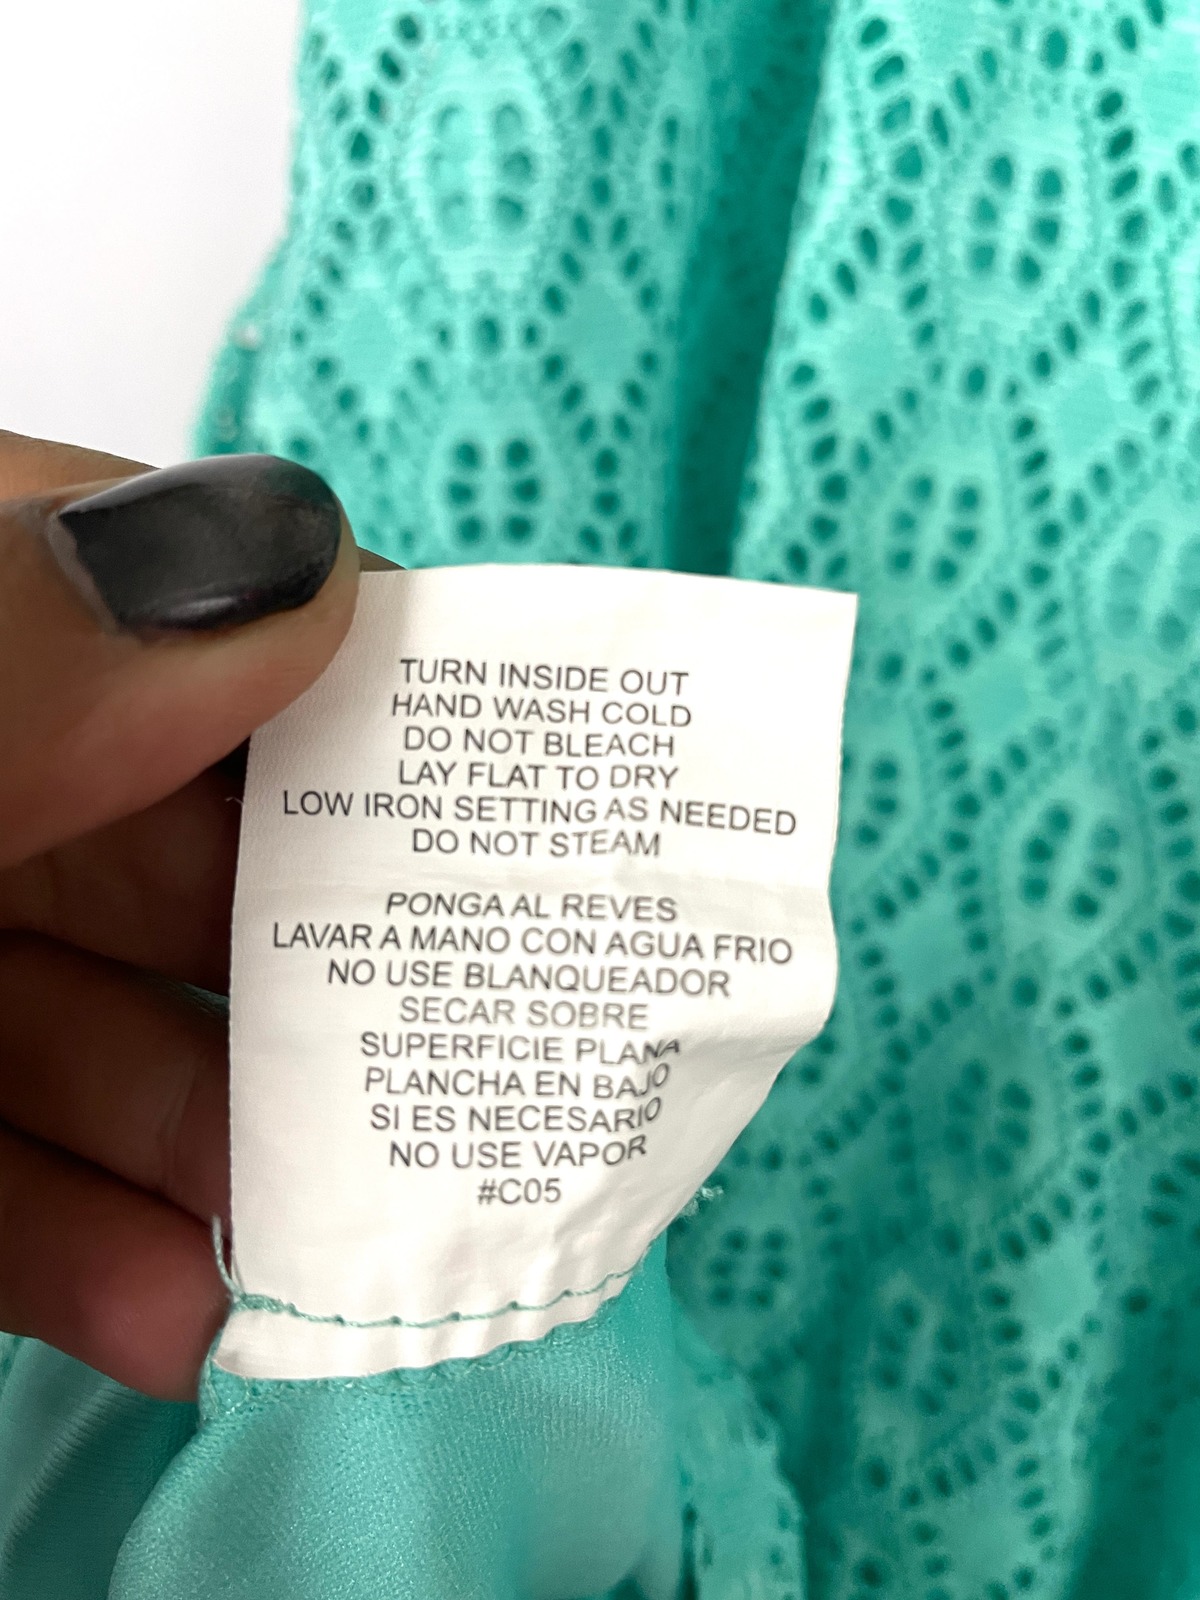 TURN INSIDE OUT
HAND WASH COLD
DO NOT BLEACH
LAY FLAT TO DRY
LOW IRON SETTING AS NEEDED
DO NOT STEAM
PONGA AL REVES
LAVAR A MANO CON AGUA FRIO
NO USE BLANQUEADOR
SECAR SOBRE
SUPERFICIE PLANA
PLANCHA EN BAJO
SI ES NECESARIO
NO USE VAPOR
#C05